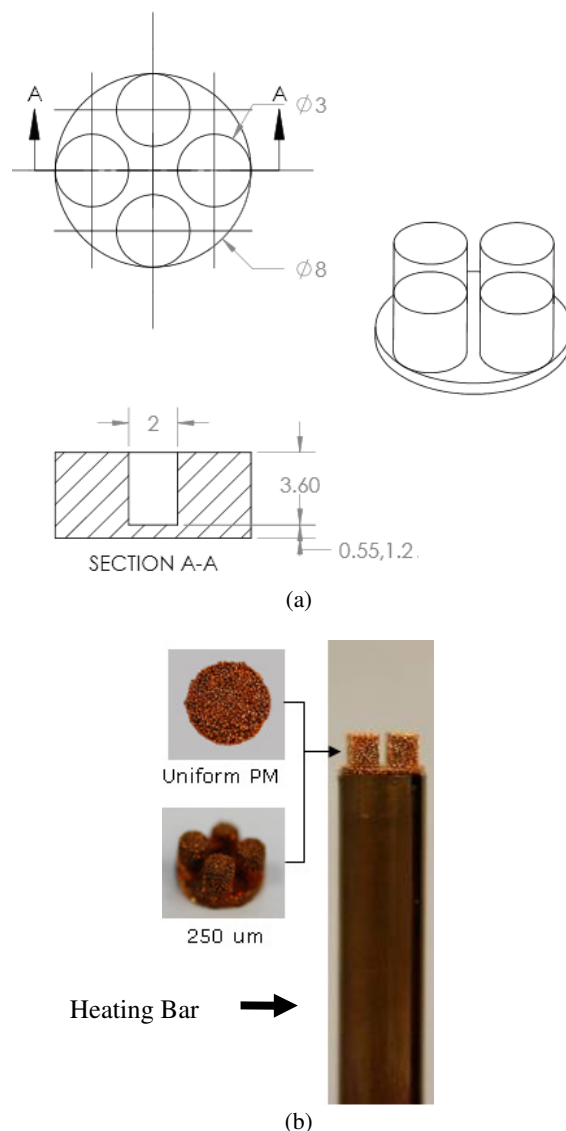 A
A
Ø3
Ø8
2
3.60
0.55,1.2
SECTION A-A
(a)
Uniform PM
250 um
Heating Bar
(b)